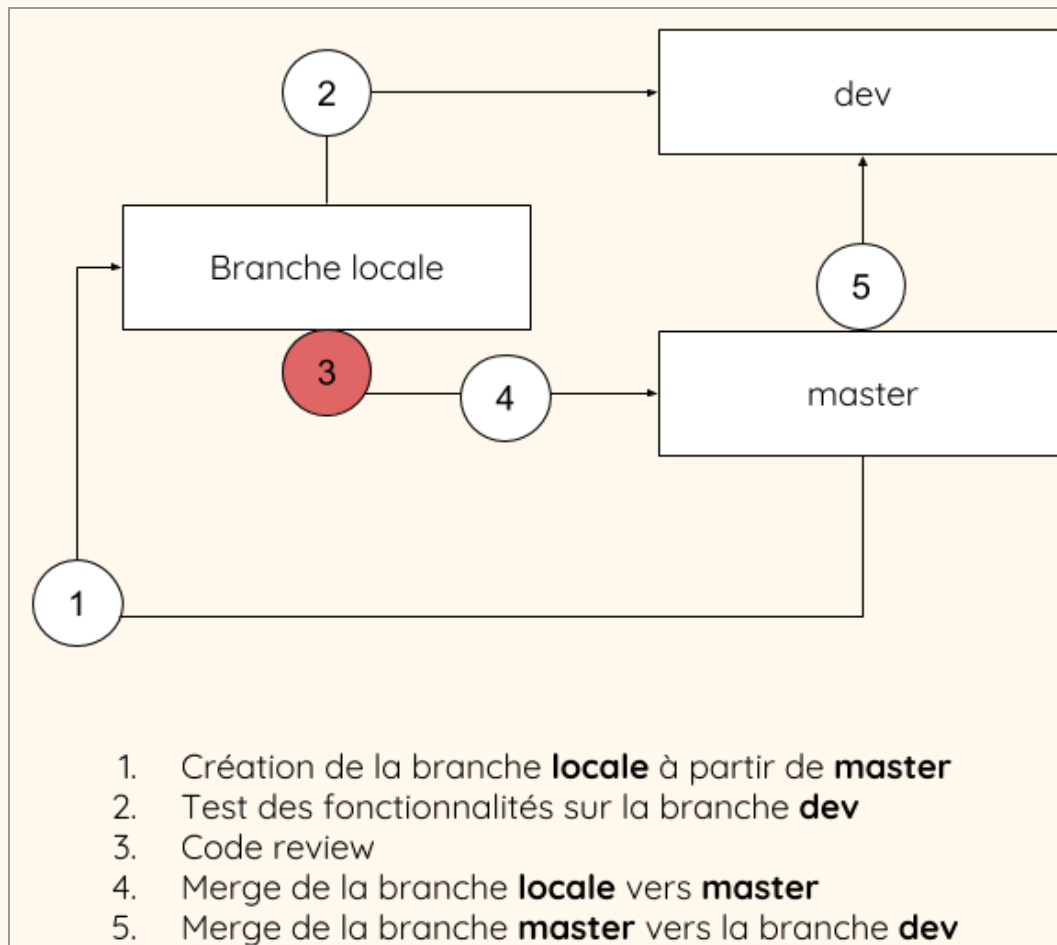 2
dev
Branche locale
5
3
4
master
1
1. Création de la branche locale à partir de master
2. Test des fonctionnalités sur la branche dev
3. Code review
4. Merge de la branche locale vers master
5. Merge de la branche master vers la branche dev